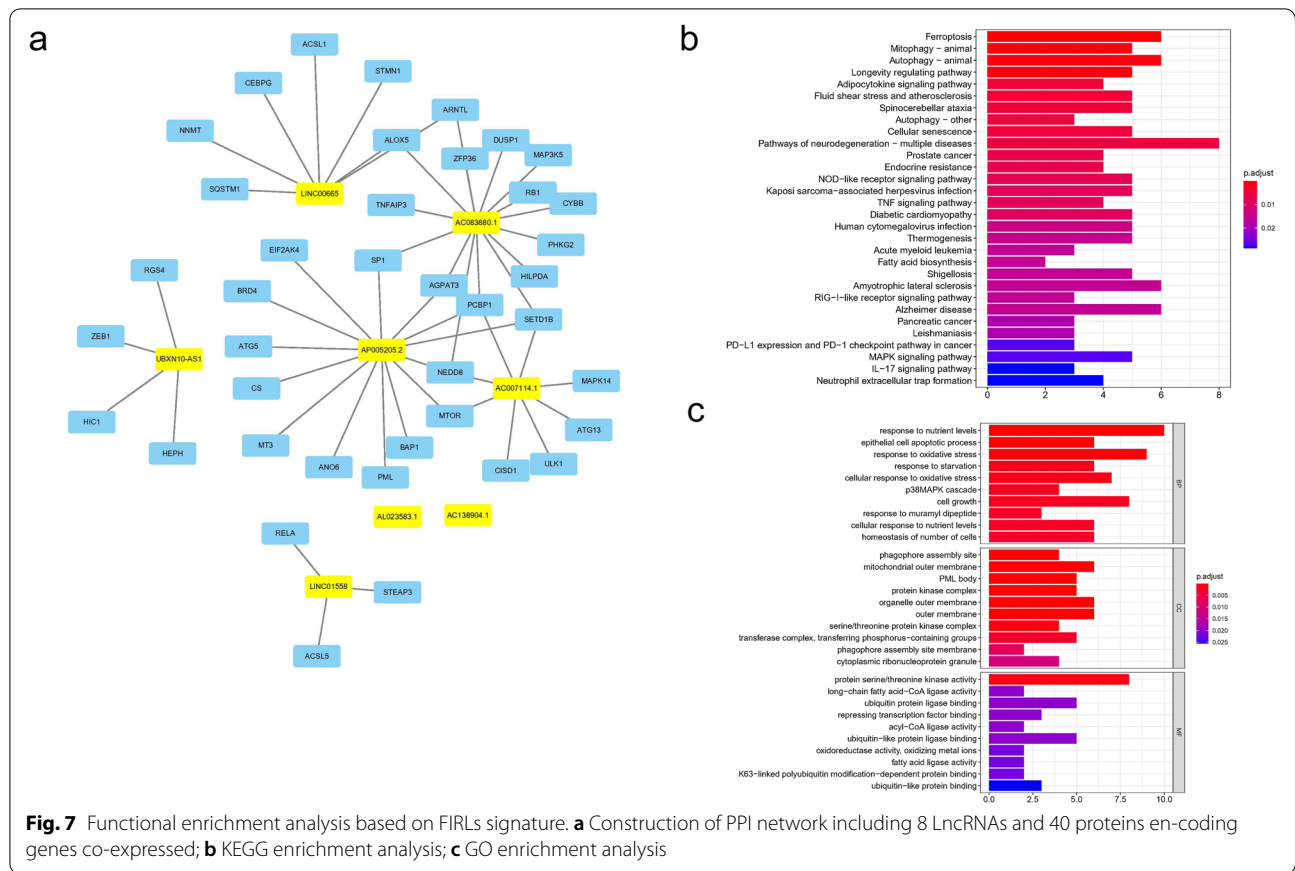 a
ACSL1
CEBPG
STMN1
NNMT
ARNTL
ALOX5
DUSP1
ZFP36
MAP3K5
SQSTM1
LINC00665
RB1
CYBB
TNFAIP3
AC083880.1
PHKG2
EIF2AK4
SP1
HILPDA
RGS4
AGPAT3
BRD4
PCBP1
SETD1B
ZEB1
ATG5
AP005205.2
UBXN10-AS1
NEDD8
AC007114.1
MAPK14
CS
MTOR
HIC1
ATG13
MT3
BAP1
HEPH
ANO6
ULK1
PML
CISD1
AL023583.1
AC138904.1
RELA
LINC01558
STEAP3
ACSL5
b
Ferroptosis
Mitophagy − animal
Autophagy − animal
Longevity regulating pathway
Adipocytokine signaling pathway
Fluid shear stress and atherosclerosis
Spinocerebellar ataxia
Autophagy − other
Cellular senescence
Pathways of neurodegeneration − multiple diseases
Prostate cancer
Endocrine resistance
NOD−like receptor signaling pathway
Kaposi sarcoma−associated herpesvirus infection
TNF signaling pathway
Diabetic cardiomyopathy
Human cytomegalovirus infection
Thermogenesis
Acute myeloid leukemia
Fatty acid biosynthesis
Shigellosis
Amyotrophic lateral sclerosis
RIG−I−like receptor signaling pathway
Alzheimer disease
Pancreatic cancer
Leishmaniasis
PD−L1 expression and PD−1 checkpoint pathway in cancer
MAPK signaling pathway
IL−17 signaling pathway
Neutrophil extracellular trap formation
0 2 4 6 8
p.adjust
0.01
0.02
c
response to nutrient levels
epithelial cell apoptotic process
response to oxidative stress
response to starvation
cellular response to oxidative stress
p38MAPK cascade
cell growth
response to muramyl dipeptide
cellular response to nutrient levels
homeostasis of number of cells
BP
phagophore assembly site
mitochondrial outer membrane
PML body
protein kinase complex
organelle outer membrane
outer membrane
serine/threonine protein kinase complex
transferase complex, transferring phosphorus−containing groups
phagophore assembly site membrane
cytoplasmic ribonucleoprotein granule
CC
protein serine/threonine kinase activity
long−chain fatty acid−CoA ligase activity
ubiquitin protein ligase binding
repressing transcription factor binding
acyl−CoA ligase activity
ubiquitin−like protein ligase binding
oxidoreductase activity, oxidizing metal ions
fatty acid ligase activity
K63−linked polyubiquitin modification−dependent protein binding
ubiquitin−like protein binding
MF
0.0 2.5 5.0 7.5 10.0
p.adjust
0.005
0.010
0.015
0.020
0.025
Fig. 7 Functional enrichment analysis based on FIRLs signature. a Construction of PPI network including 8 LncRNAs and 40 proteins en-coding
genes co-expressed; b KEGG enrichment analysis; c GO enrichment analysis